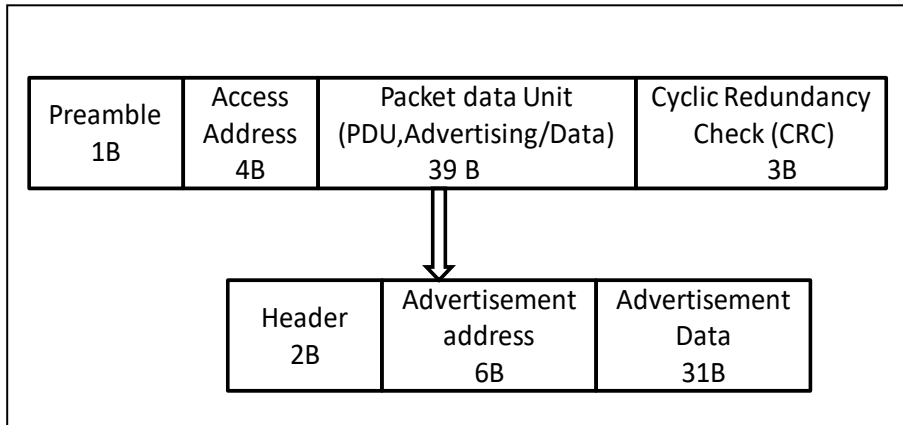 Preamble
1B
Access
Address
4B
Packet data Unit
(PDU,Advertising/Data)
39 B
Cyclic Redundancy
Check (CRC)
3B
Header
2B
Advertisement
address
6B
Advertisement
Data
31B